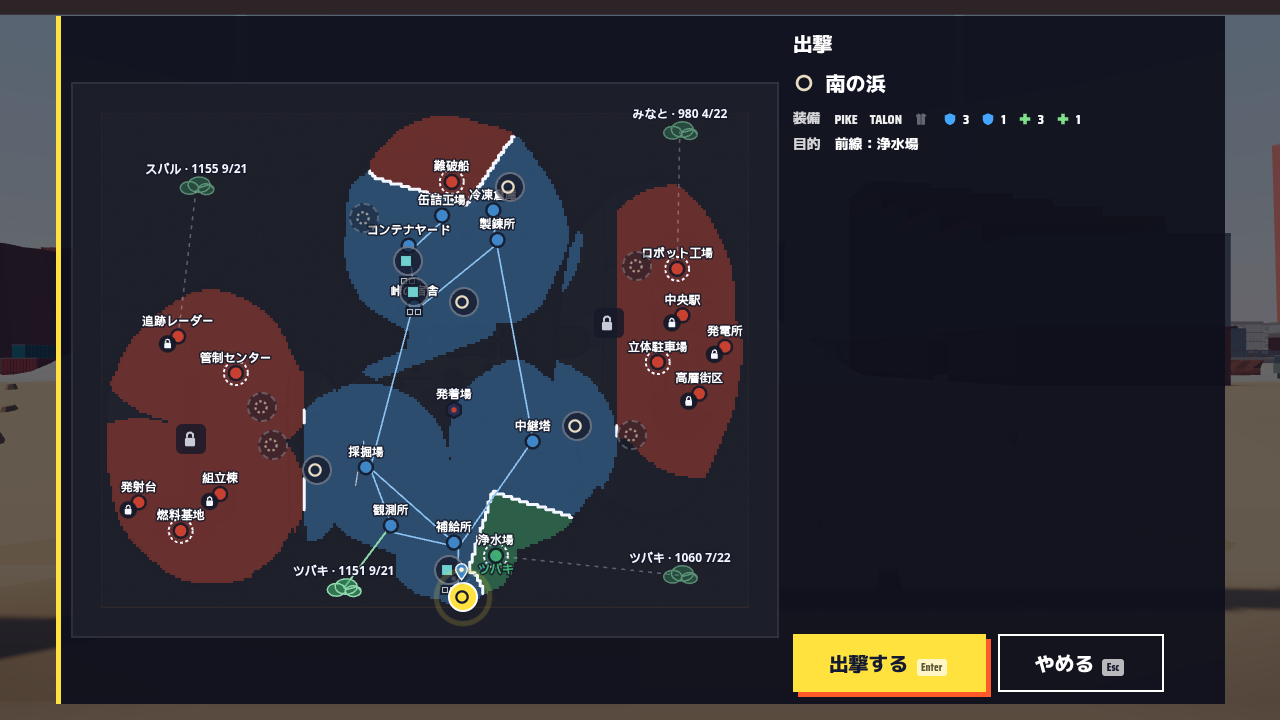 出撃
南の浜
装備 PIKE TALON 3 1 3 1
目的 前線：浄水場
みなと · 980 4/22
スバル · 1155 9/21
難破船
缶詰工場
コンテナヤード
製錬所
ロボット工場
中央駅
発電所
立体駐車場
高層街区
追跡レーダー
管制センター
発着場
中継塔
採掘場
組立棟
発射台
燃料基地
観測所
補給所
浄水場
ツバキ
ツバキ · 1151 9/21
ツバキ · 1060 7/22
出撃する Enter
やめる Esc